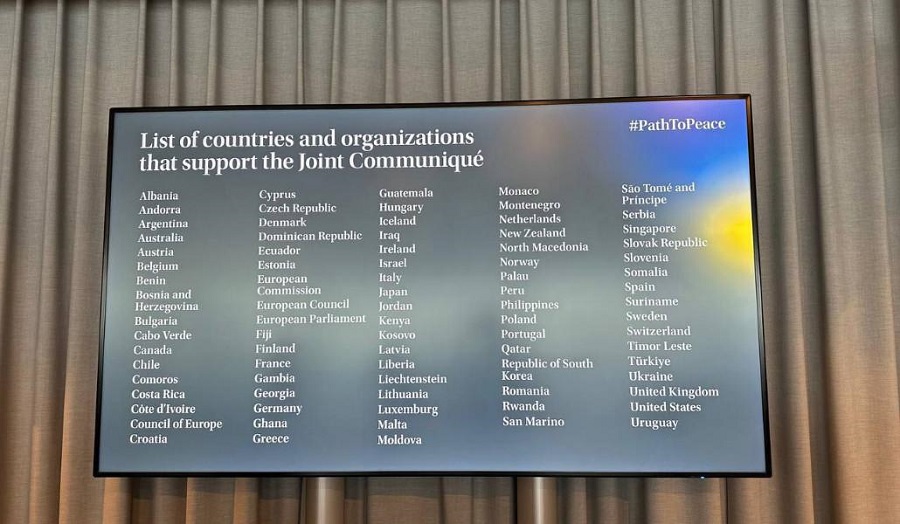 List of countries and organizations
that support the Joint Communiqué
#PathToPeace
Albania
Andorra
Argentina
Australia
Austria
Belgium
Benin
Bosnia and
Herzegovina
Bulgaria
Cabo Verde
Canada
Chile
Comoros
Costa Rica
Côte d'Ivoire
Council of Europe
Croatia
Cyprus
Czech Republic
Denmark
Dominican Republic
Ecuador
Estonia
European
Commission
European Council
European Parliament
Fiji
Finland
France
Gambia
Georgia
Germany
Ghana
Greece
Guatemala
Hungary
Iceland
Iraq
Ireland
Israel
Italy
Japan
Jordan
Kenya
Kosovo
Latvia
Liberia
Liechtenstein
Lithuania
Luxemburg
Malta
Moldova
Monaco
Montenegro
Netherlands
New Zealand
North Macedonia
Norway
Palau
Peru
Philippines
Poland
Portugal
Qatar
Republic of South
Korea
Romania
Rwanda
San Marino
São Tomé and
Príncipe
Serbia
Singapore
Slovak Republic
Slovenia
Somalia
Spain
Suriname
Sweden
Switzerland
Timor Leste
Türkiye
Ukraine
United Kingdom
United States
Uruguay